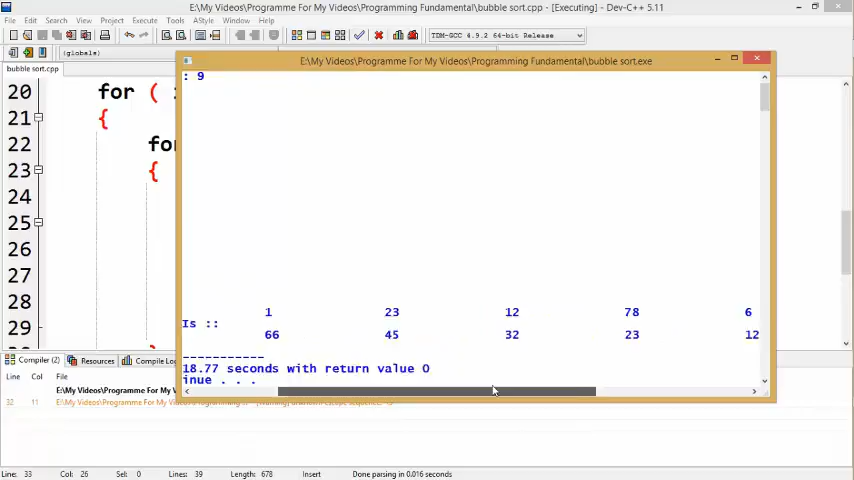 E:\My Videos\Programme For My Videos\Programming Fundamental\bubble sort.cpp - [Executing] - Dev-C++ 5.11
File Edit Search View Project Execute Tools AStyle Window Help
TDM-GCC 4.9.2 64-bit Release
(globals)
bubble sort.cpp
E:\My Videos\Programme For My Videos\Programming Fundamental\bubble sort.exe
: 9
20 for (
21 {
22 for
23 {
24
25
26
27
28
29
1 23 12 78 6
Is ::
66 45 32 23 12
-----------
18.77 seconds with return value 0
inue . . .
Compiler (2) Resources Compile Log
Line Col File
E:\My Videos\Programme For My
32 11
Line: 33 Col: 26 Sel: 0 Lines: 39 Length: 678 Insert Done parsing in 0.016 seconds